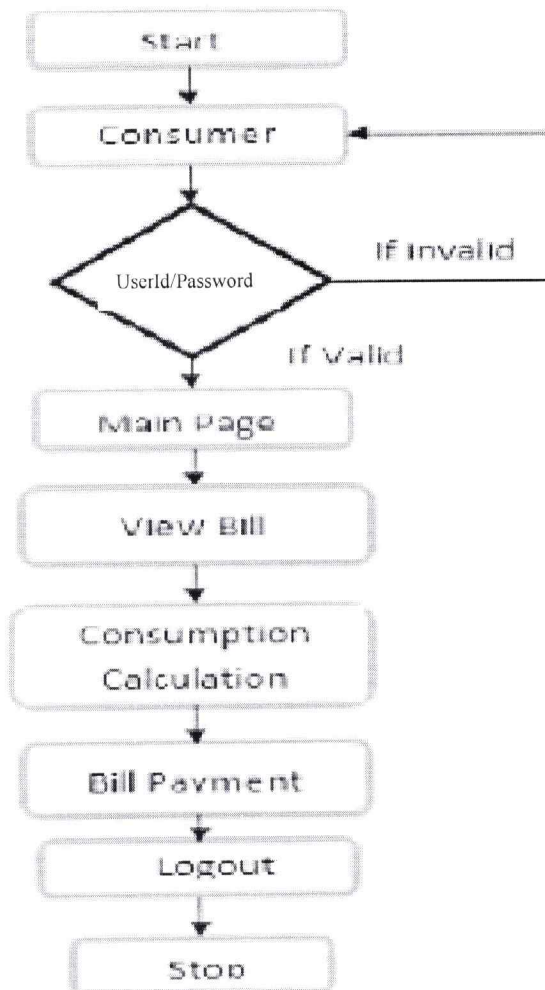 Start
Consumer
If Invalid
UserId/Password
If Valid
Main Page
View Bill
Consumption
Calculation
Bill Payment
Logout
Stop